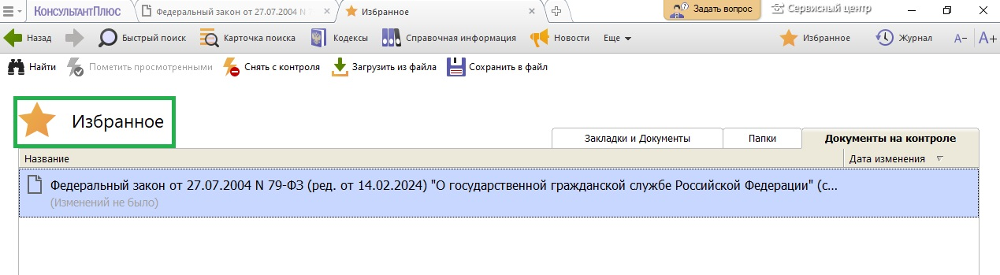 КонсультантПлюс
Федеральный закон от 27.07.2004 N 7
Избранное
Задать вопрос
Сервисный центр
Назад
Быстрый поиск
Карточка поиска
Кодексы
Справочная информация
Новости
Еще
Избранное
Журнал
A- A+
Найти
Пометить просмотренными
Снять с контроля
Загрузить из файла
Сохранить в файл
Избранное
Закладки и Документы
Папки
Документы на контроле
Название
Дата изменения
Федеральный закон от 27.07.2004 N 79-ФЗ (ред. от 14.02.2024) "О государственной гражданской службе Российской Федерации" (с...
(Изменений не было)